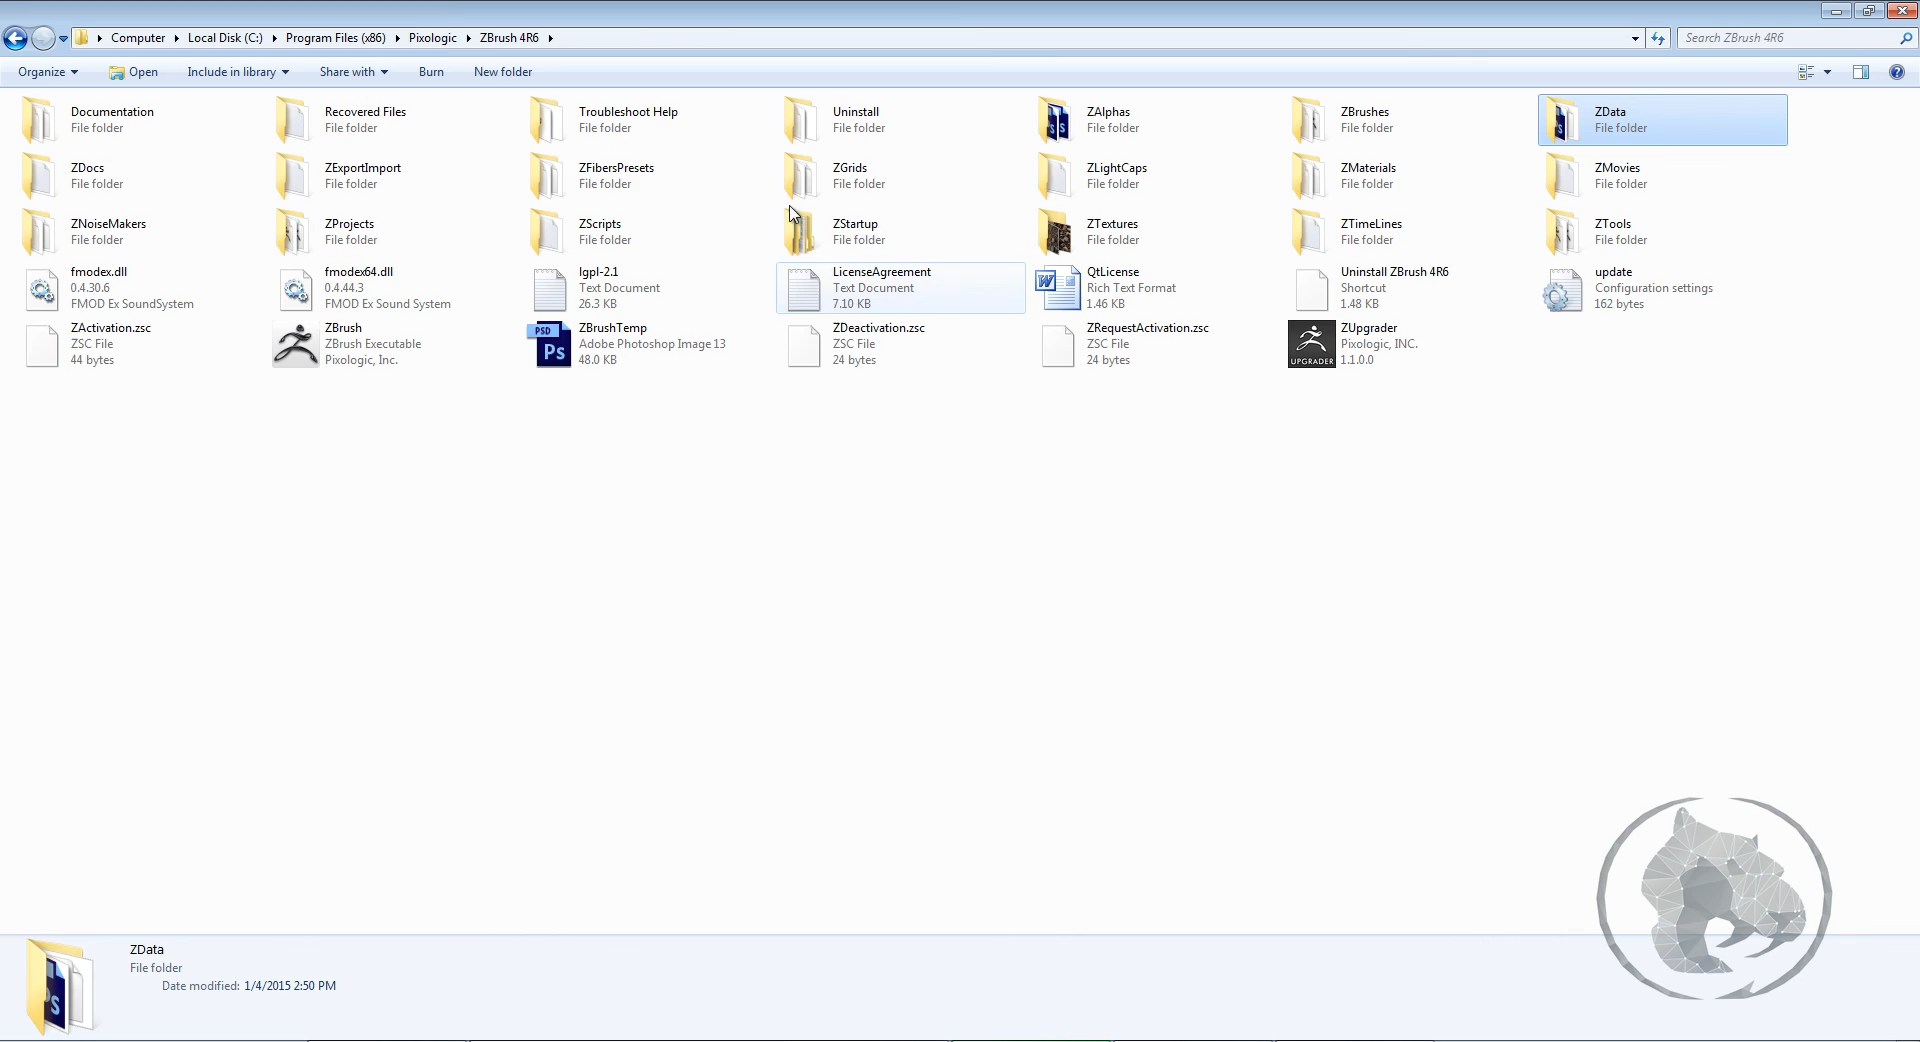 Computer Local Disk (C:) Program Files (x86) Pixologic ZBrush 4R6
Search ZBrush 4R6
Organize Open Include in library Share with Burn New folder
Documentation
File folder
Recovered Files
File folder
Troubleshoot Help
File folder
Uninstall
File folder
ZAlphas
File folder
ZBrushes
File folder
ZData
File folder
ZDocs
File folder
ZExportImport
File folder
ZFibersPresets
File folder
ZGrids
File folder
ZLightCaps
File folder
ZMaterials
File folder
ZMovies
File folder
ZNoiseMakers
File folder
ZProjects
File folder
ZScripts
File folder
ZStartup
File folder
ZTextures
File folder
ZTimeLines
File folder
ZTools
File folder
fmodex.dll
0.4.30.6
FMOD Ex SoundSystem
fmodex64.dll
0.4.44.3
FMOD Ex Sound System
lgpl-2.1
Text Document
26.3 KB
LicenseAgreement
Text Document
7.10 KB
QtLicense
Rich Text Format
1.46 KB
Uninstall ZBrush 4R6
Shortcut
1.48 KB
update
Configuration settings
162 bytes
ZActivation.zsc
ZSC File
44 bytes
ZBrush
ZBrush Executable
Pixologic, Inc.
PSD
Ps
ZBrushTemp
Adobe Photoshop Image 13
48.0 KB
ZDeactivation.zsc
ZSC File
24 bytes
ZRequestActivation.zsc
ZSC File
24 bytes
UPGRADER
ZUpgrader
Pixologic, INC.
1.1.0.0
ZData
File folder
Date modified: 1/4/2015 2:50 PM